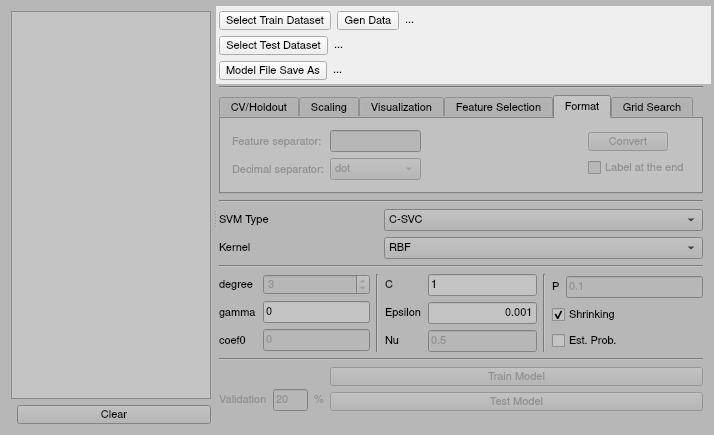 Select Train Dataset Gen Data ...
Select Test Dataset ...
Model File Save As ...
CV/Holdout Scaling Visualization Feature Selection Format Grid Search
Feature separator: Convert
Decimal separator: dot Label at the end
SVM Type C-SVC
Kernel RBF
degree 3 C 1 P 0.1
gamma 0 Epsilon 0.001 Shrinking
coef0 0 Nu 0.5 Est. Prob.
Train Model
Validation 20 % Test Model
Clear